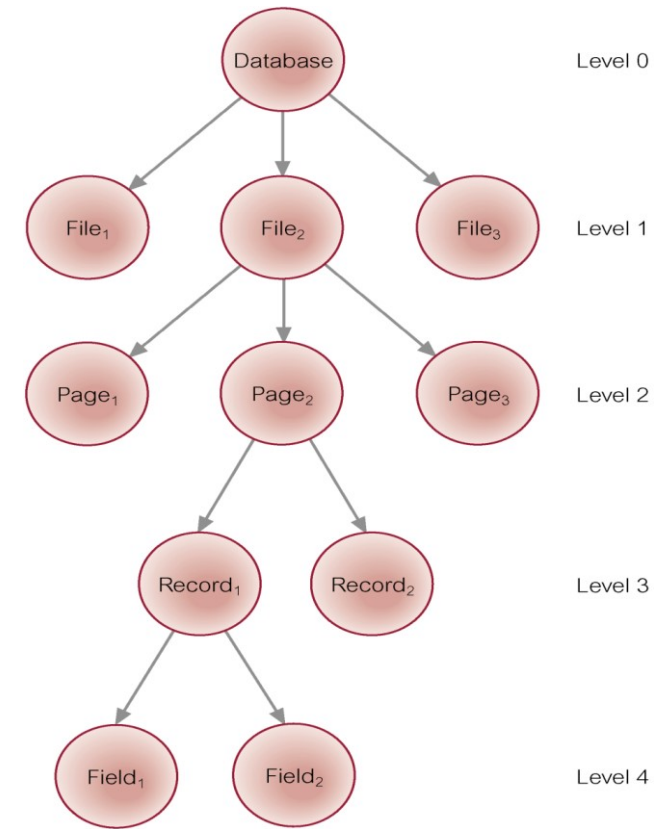 Database Level 0
File₁ File₂ File₃ Level 1
Page₁ Page₂ Page₃ Level 2
Record₁ Record₂ Level 3
Field₁ Field₂ Level 4